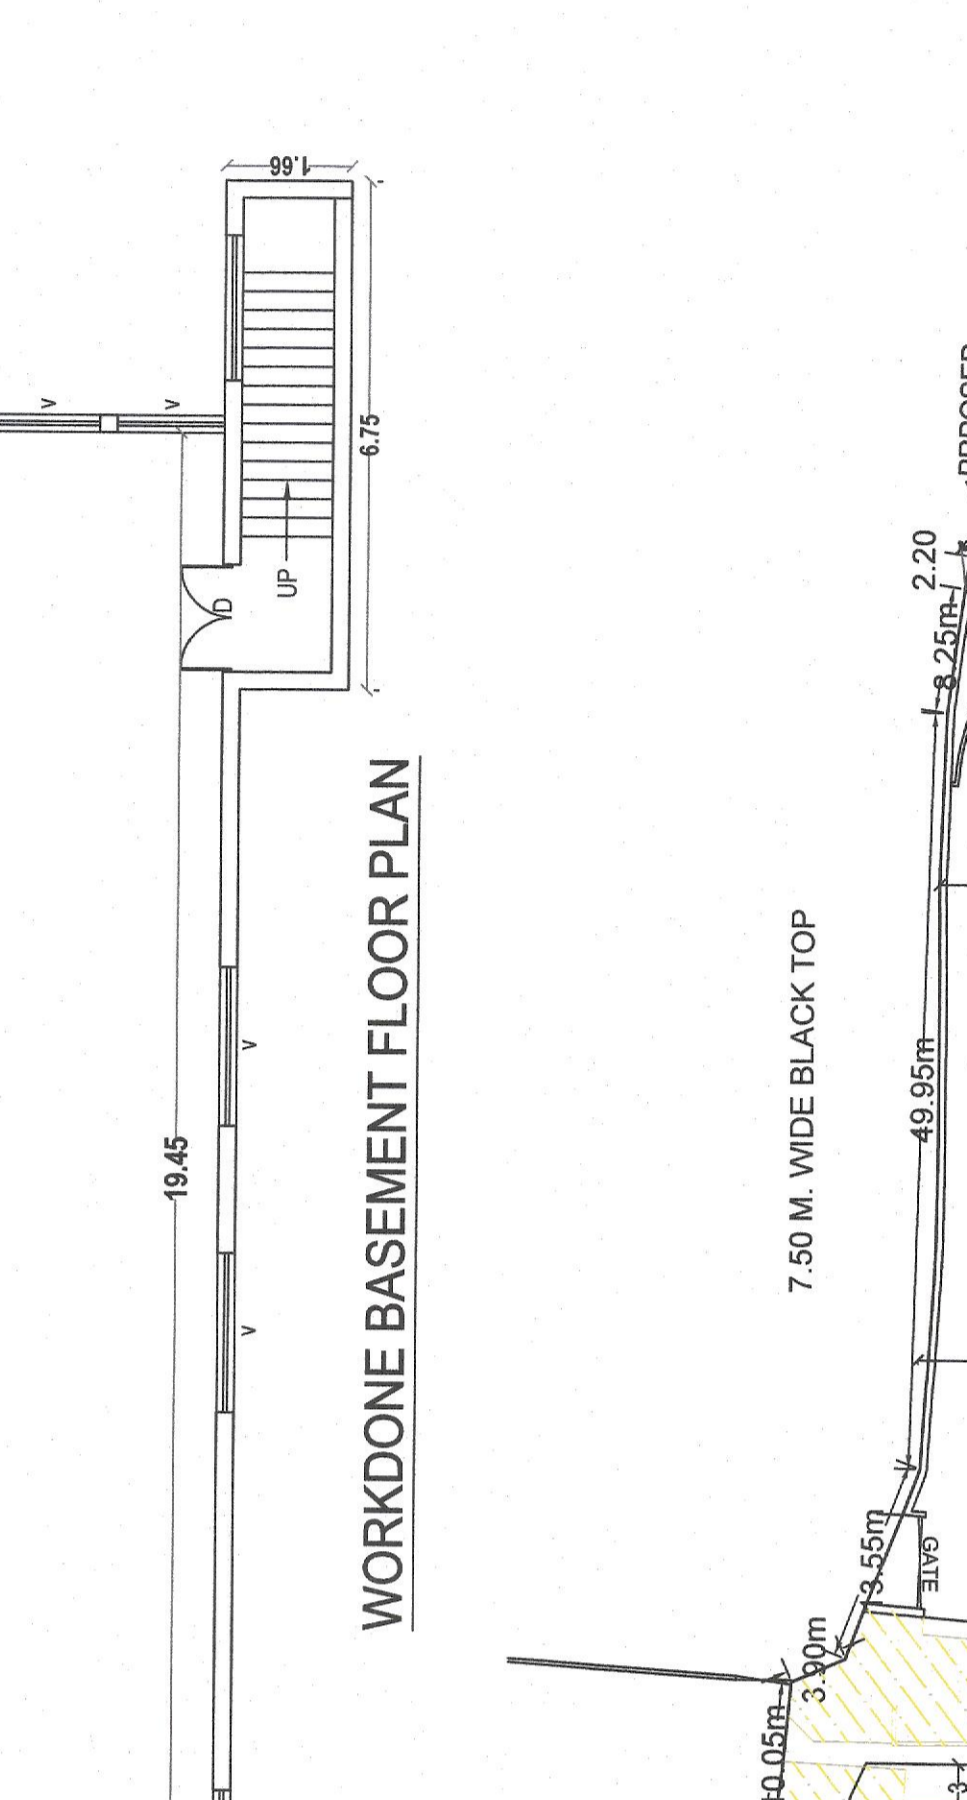 1.66
V
V
6.75
D
UP
19.45
V
V
WORKDONE BASEMENT FLOOR PLAN
7.50 M. WIDE BLACK TOP
2.20
8.25m
49.95m
3.55m
GATE
3.90m